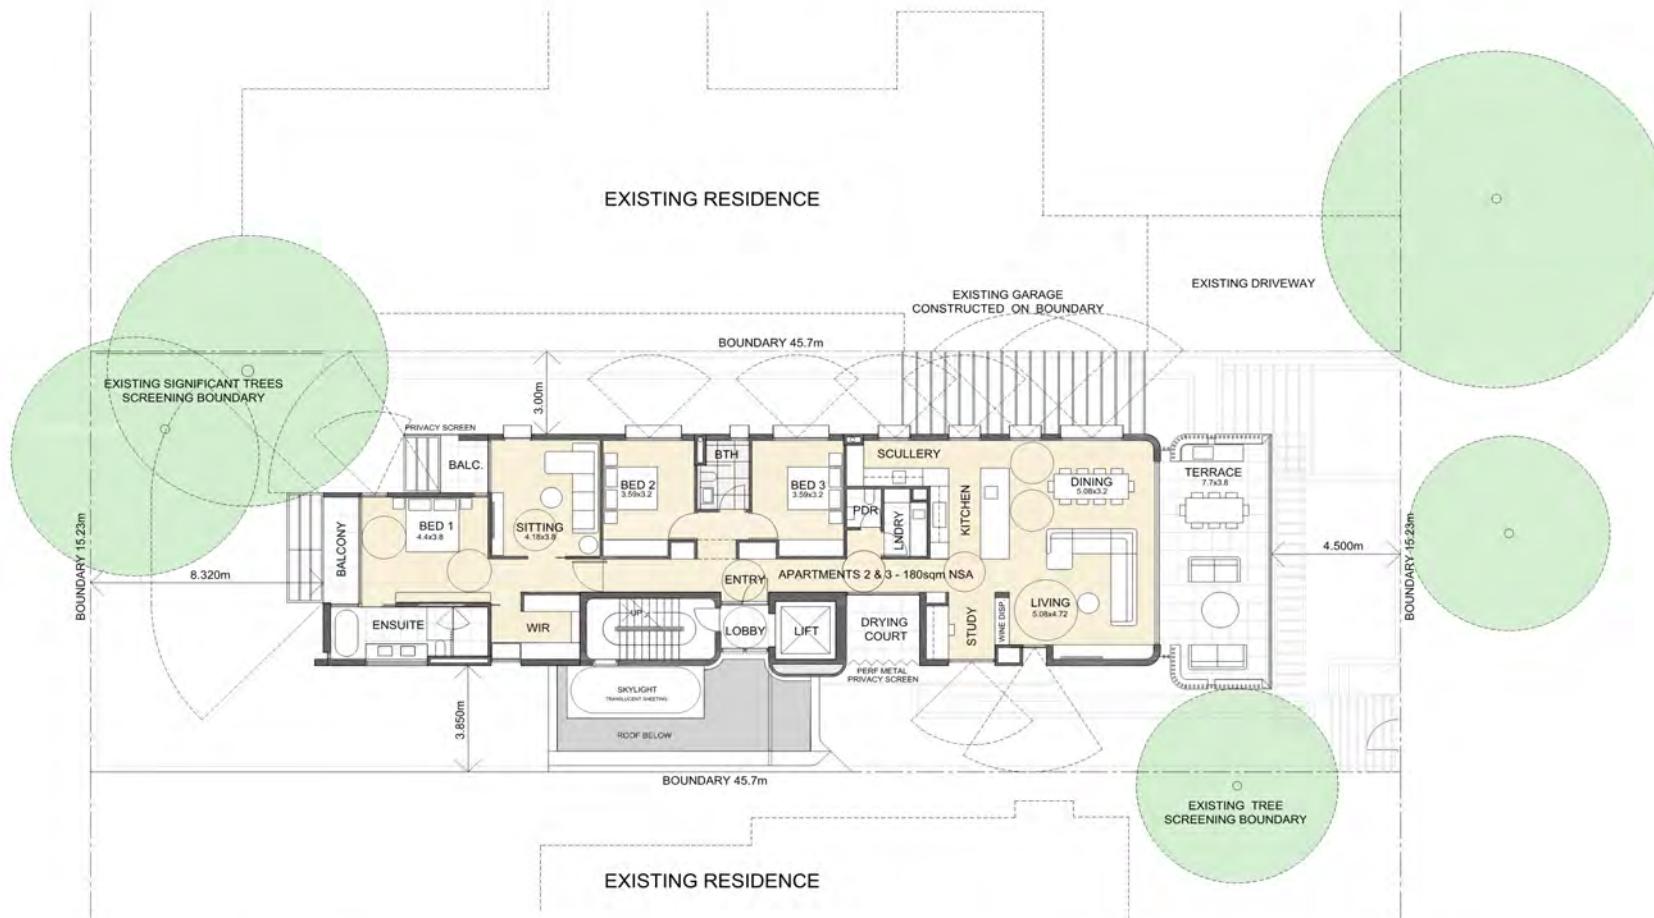 EXISTING RESIDENCE
EXISTING DRIVEWAY
EXISTING GARAGE
CONSTRUCTED ON BOUNDARY
BOUNDARY 45.7m
EXISTING SIGNIFICANT TREES
SCREENING BOUNDARY
3.00m
PRIVACY SCREEN
BALC.
SITTING
4.18x3.8
BED 2
3.59x3.2
BTH
BED 3
3.59x3.2
SCULLERY
PDR
LNDRY
KITCHEN
DINING
5.08x3.2
TERRACE
7.7x3.8
BED 1
4.4x3.8
BALCONY
BOUNDARY 15.23m
8.320m
ENTRY
APARTMENTS 2 & 3 - 180sqm NSA
4.500m
BOUNDARY 15.23m
ENSUITE
WIR
UP
LOBBY
LIFT
DRYING
COURT
STUDY
WINE DISP.
LIVING
5.08x4.72
PERF METAL
PRIVACY SCREEN
SKYLIGHT
TRANSLUCENT SHEETING
ROOF BELOW
3.850m
BOUNDARY 45.7m
EXISTING TREE
SCREENING BOUNDARY
EXISTING RESIDENCE